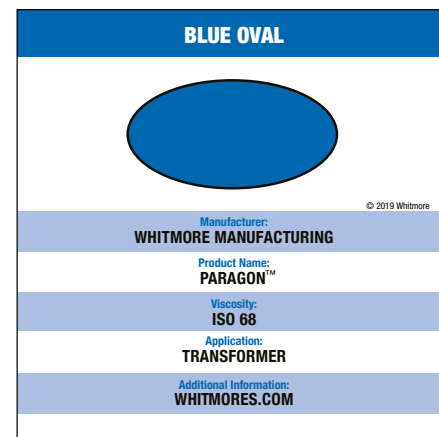 BLUE OVAL
© 2019 Whitmore
Manufacturer:
WHITMORE MANUFACTURING
Product Name:
PARAGON™
Viscosity:
ISO 68
Application:
TRANSFORMER
Additional Information:
WHITMORES.COM